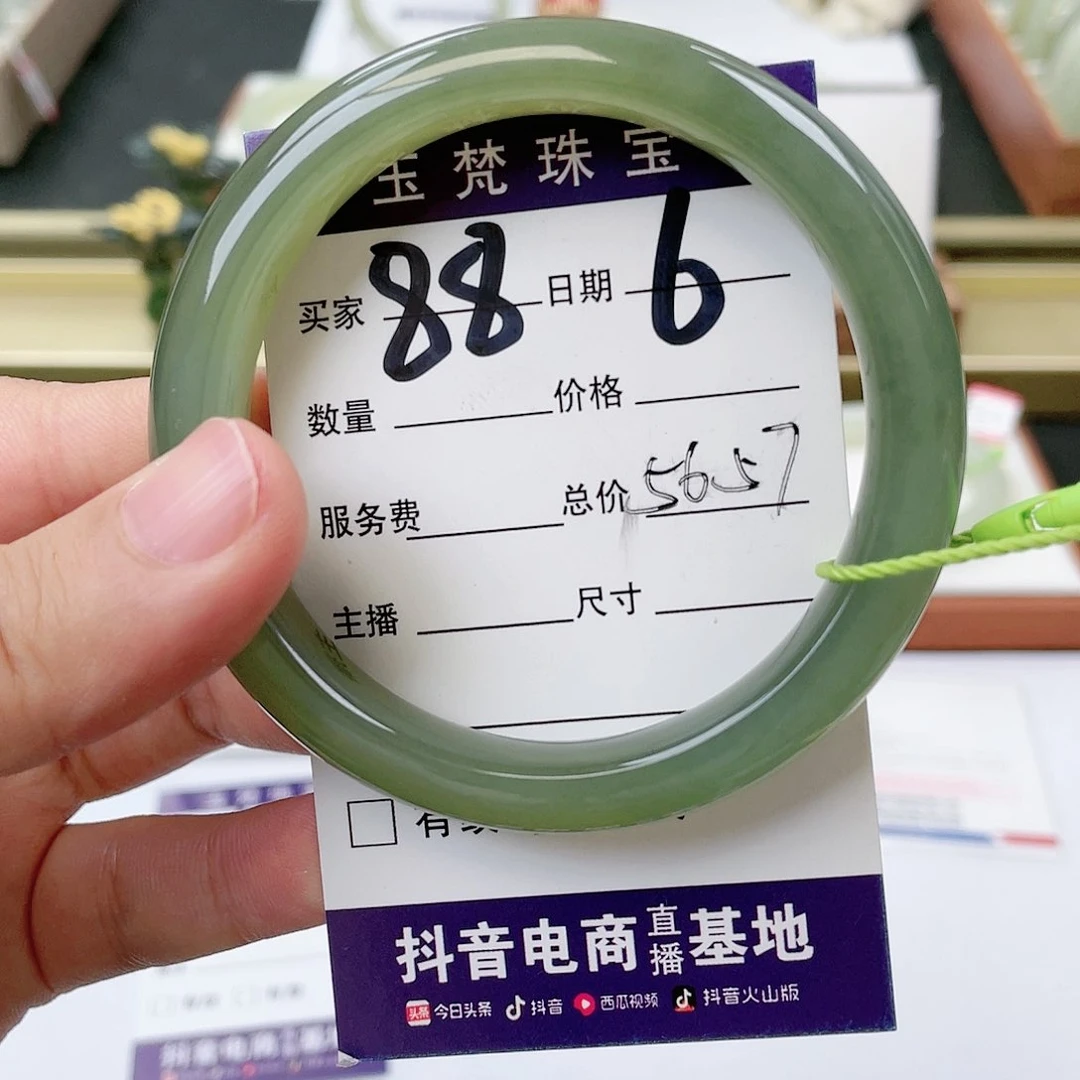 玉梵珠宝
买家 88 日期 6
数量 价格
服务费 总价 5657
主播 尺寸
抖音电商直播基地
头条 今日头条 抖音 西瓜视频 抖音火山版